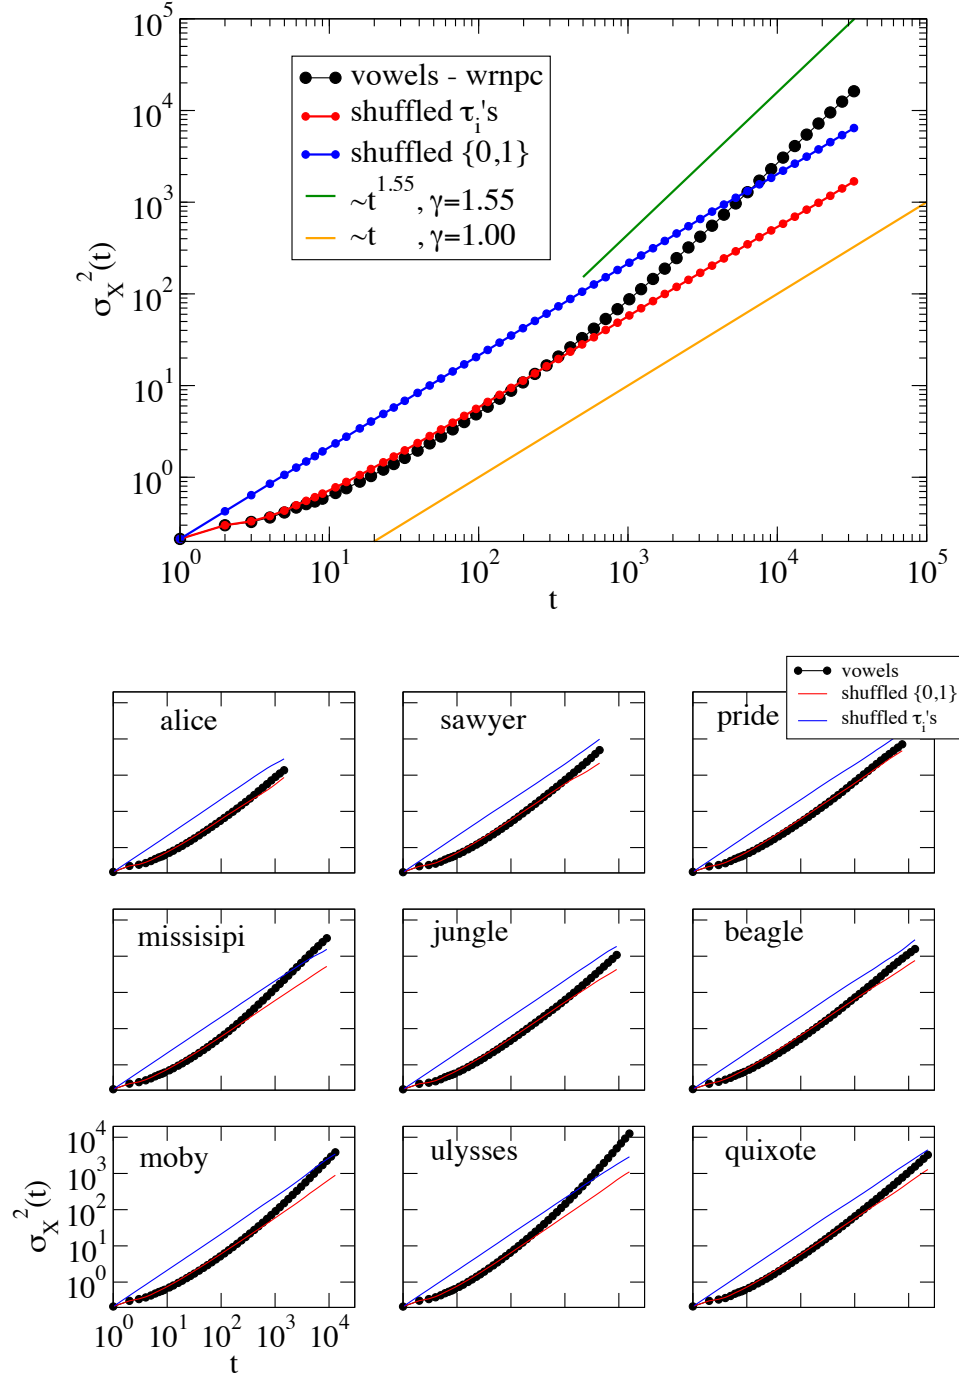 10^5
10^4
10^3
10^2
10^1
10^0
σ_X^2(t)
vowels - wrnpc
shuffled τ_i's
shuffled {0,1}
~t^1.55, γ=1.55
~t , γ=1.00
10^0 10^1 10^2 10^3 10^4 10^5
t
vowels
shuffled {0,1}
shuffled τ_i's
alice
sawyer
pride
missisipi
jungle
beagle
moby
ulysses
quixote
10^4
10^3
10^2
10^1
10^0
σ_X^2(t)
10^0 10^1 10^2 10^3 10^4
t